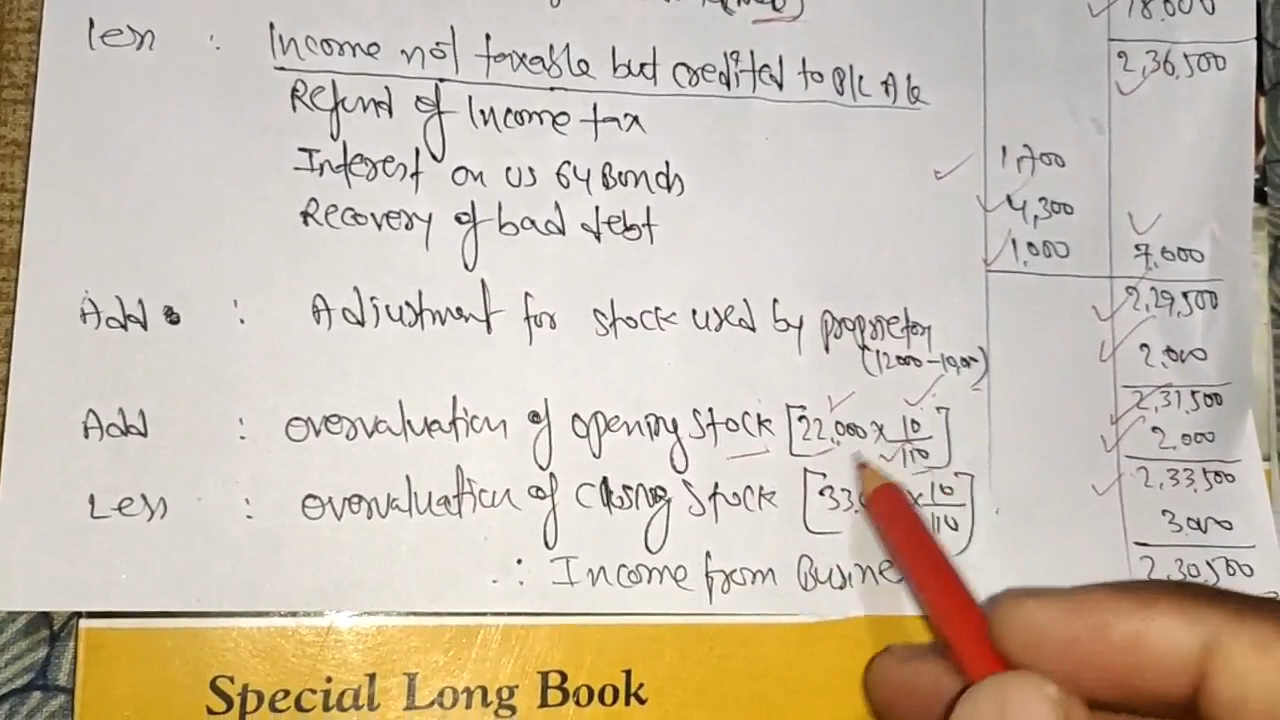 18,000
2,36,500
Less : Income not taxable but credited to P/L A/c
Refund of Income tax 1,700
Interest on US 64 Bonds 4,300
Recovery of bad debt 1,000 7,000
2,29,500
Add : Adjustment for stock used by proprietor
(12000-10,000) 2,000
2,31,500
Add : overvaluation of opening stock [22,000 × 10/110] 2,000
2,33,500
Less : overvaluation of closing stock [33, × 10/110] 3,000
∴ Income from Busine 2,30,500
Special Long Book